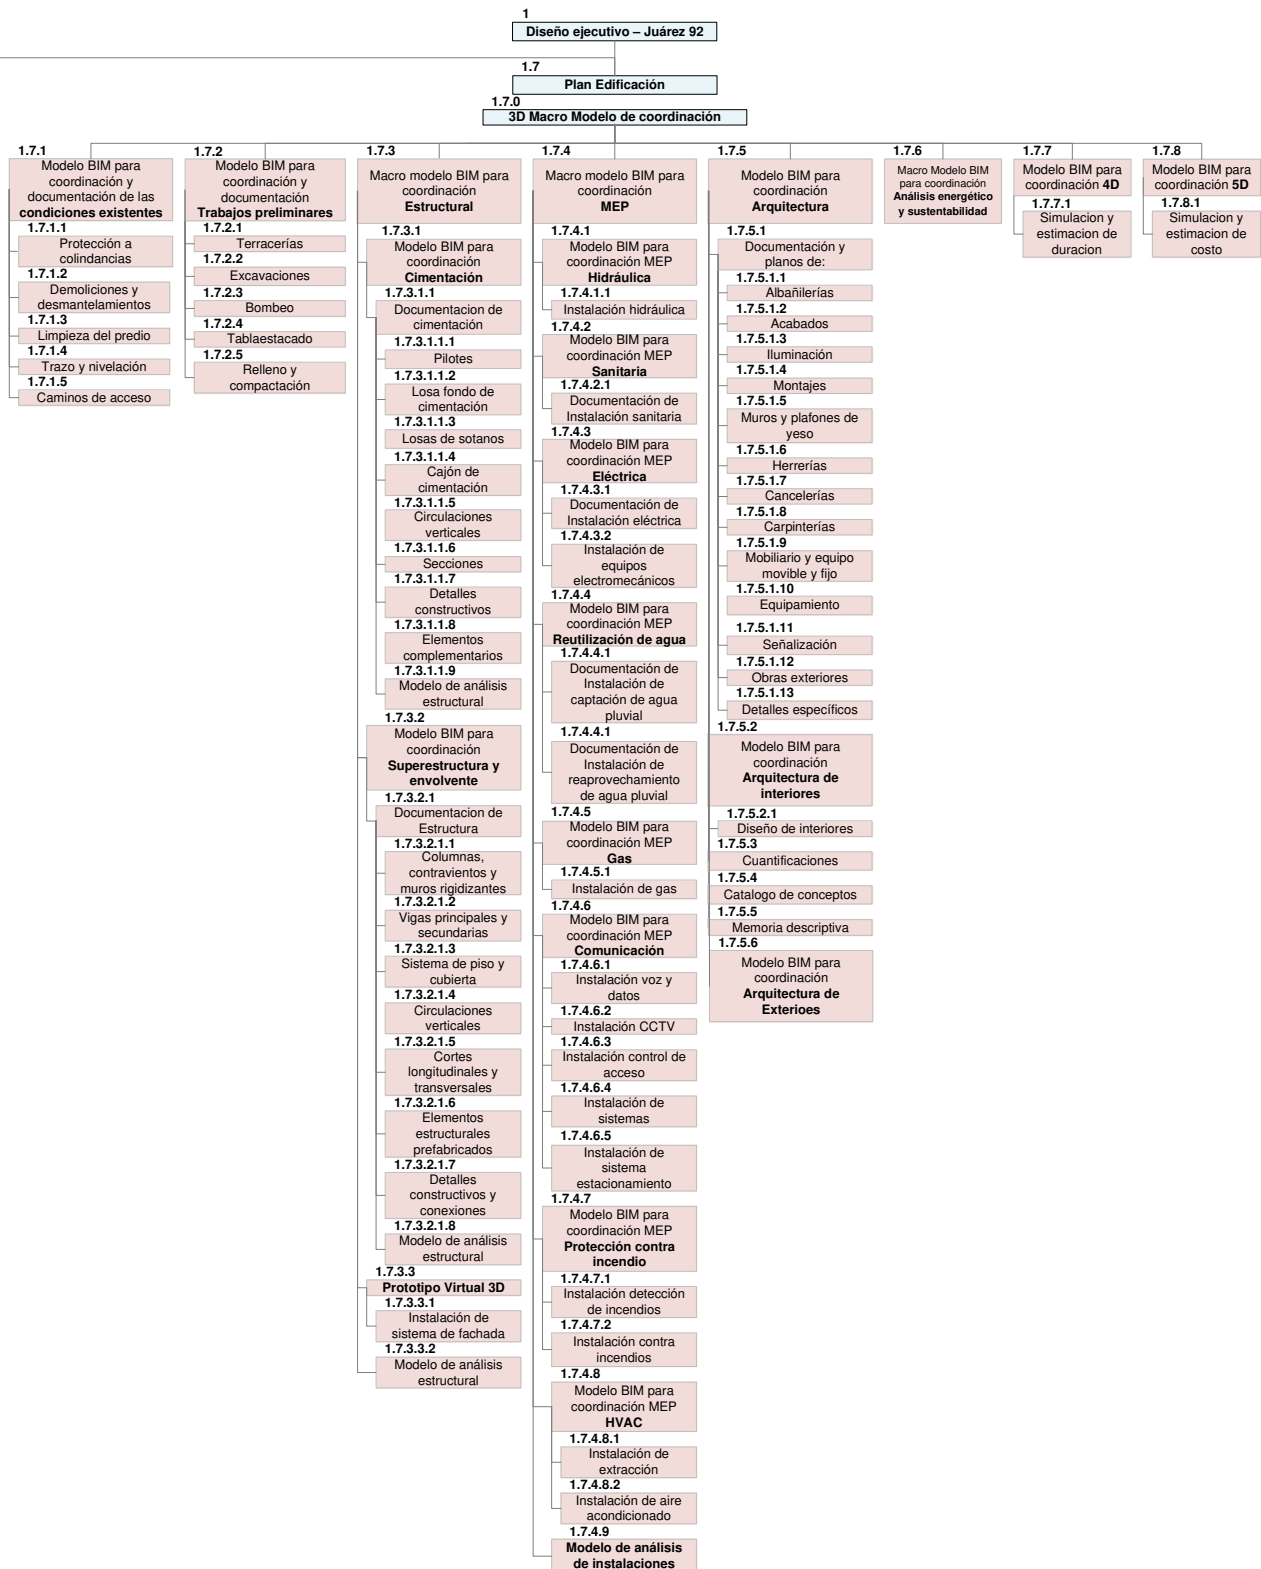 1
Diseño ejecutivo – Juárez 92
1.7
Plan Edificación
1.7.0
3D Macro Modelo de coordinación
1.7.1
Modelo BIM para
coordinación y
documentación de las
condiciones existentes
1.7.1.1
Protección a
colindancias
1.7.1.2
Demoliciones y
desmantelamientos
1.7.1.3
Limpieza del predio
1.7.1.4
Trazo y nivelación
1.7.1.5
Caminos de acceso
1.7.2
Modelo BIM para
coordinación y
documentación
Trabajos preliminares
1.7.2.1
Terracerías
1.7.2.2
Excavaciones
1.7.2.3
Bombeo
1.7.2.4
Tablaestacado
1.7.2.5
Relleno y
compactación
1.7.3
Macro modelo BIM para
coordinación
Estructural
1.7.3.1
Modelo BIM para
coordinación
Cimentación
1.7.3.1.1
Documentacion de
cimentación
1.7.3.1.1.1
Pilotes
1.7.3.1.1.2
Losa fondo de
cimentación
1.7.3.1.1.3
Losas de sotanos
1.7.3.1.1.4
Cajón de
cimentación
1.7.3.1.1.5
Circulaciones
verticales
1.7.3.1.1.6
Secciones
1.7.3.1.1.7
Detalles
constructivos
1.7.3.1.1.8
Elementos
complementarios
1.7.3.1.1.9
Modelo de análisis
estructural
1.7.3.2
Modelo BIM para
coordinación
Superestructura y
envolvente
1.7.3.2.1
Documentacion de
Estructura
1.7.3.2.1.1
Columnas,
contravientos y
muros rigidizantes
1.7.3.2.1.2
Vigas principales y
secundarias
1.7.3.2.1.3
Sistema de piso y
cubierta
1.7.3.2.1.4
Circulaciones
verticales
1.7.3.2.1.5
Cortes
longitudinales y
transversales
1.7.3.2.1.6
Elementos
estructurales
prefabricados
1.7.3.2.1.7
Detalles
constructivos y
conexiones
1.7.3.2.1.8
Modelo de análisis
estructural
1.7.3.3
Prototipo Virtual 3D
1.7.3.3.1
Instalación de
sistema de fachada
1.7.3.3.2
Modelo de análisis
estructural
1.7.4
Macro modelo BIM para
coordinación
MEP
1.7.4.1
Modelo BIM para
coordinación MEP
Hidráulica
1.7.4.1.1
Instalación hidráulica
1.7.4.2
Modelo BIM para
coordinación MEP
Sanitaria
1.7.4.2.1
Documentación de
Instalación sanitaria
1.7.4.3
Modelo BIM para
coordinación MEP
Eléctrica
1.7.4.3.1
Documentación de
Instalación eléctrica
1.7.4.3.2
Instalación de
equipos
electromecánicos
1.7.4.4
Modelo BIM para
coordinación MEP
Reutilización de agua
1.7.4.4.1
Documentación de
Instalación de
captación de agua
pluvial
1.7.4.4.1
Documentación de
Instalación de
reaprovechamiento
de agua pluvial
1.7.4.5
Modelo BIM para
coordinación MEP
Gas
1.7.4.5.1
Instalación de gas
1.7.4.6
Modelo BIM para
coordinación MEP
Comunicación
1.7.4.6.1
Instalación voz y
datos
1.7.4.6.2
Instalación CCTV
1.7.4.6.3
Instalación control de
acceso
1.7.4.6.4
Instalación de
sistemas
1.7.4.6.5
Instalación de
sistema
estacionamiento
1.7.4.7
Modelo BIM para
coordinación MEP
Protección contra
incendio
1.7.4.7.1
Instalación detección
de incendios
1.7.4.7.2
Instalación contra
incendios
1.7.4.8
Modelo BIM para
coordinación MEP
HVAC
1.7.4.8.1
Instalación de
extracción
1.7.4.8.2
Instalación de aire
acondicionado
1.7.4.9
Modelo de análisis
de instalaciones
1.7.5
Modelo BIM para
coordinación
Arquitectura
1.7.5.1
Documentación y
planos de:
1.7.5.1.1
Albañilerías
1.7.5.1.2
Acabados
1.7.5.1.3
Iluminación
1.7.5.1.4
Montajes
1.7.5.1.5
Muros y plafones de
yeso
1.7.5.1.6
Herrerías
1.7.5.1.7
Cancelerías
1.7.5.1.8
Carpinterías
1.7.5.1.9
Mobiliario y equipo
movible y fijo
1.7.5.1.10
Equipamiento
1.7.5.1.11
Señalización
1.7.5.1.12
Obras exteriores
1.7.5.1.13
Detalles específicos
1.7.5.2
Modelo BIM para
coordinación
Arquitectura de
interiores
1.7.5.2.1
Diseño de interiores
1.7.5.3
Cuantificaciones
1.7.5.4
Catalogo de conceptos
1.7.5.5
Memoria descriptiva
1.7.5.6
Modelo BIM para
coordinación
Arquitectura de
Exterioes
1.7.6
Macro Modelo BIM
para coordinación
Análisis energético
y sustentabilidad
1.7.7
Modelo BIM para
coordinación 4D
1.7.7.1
Simulacion y
estimacion de
duracion
1.7.8
Modelo BIM para
coordinación 5D
1.7.8.1
Simulacion y
estimacion de
costo